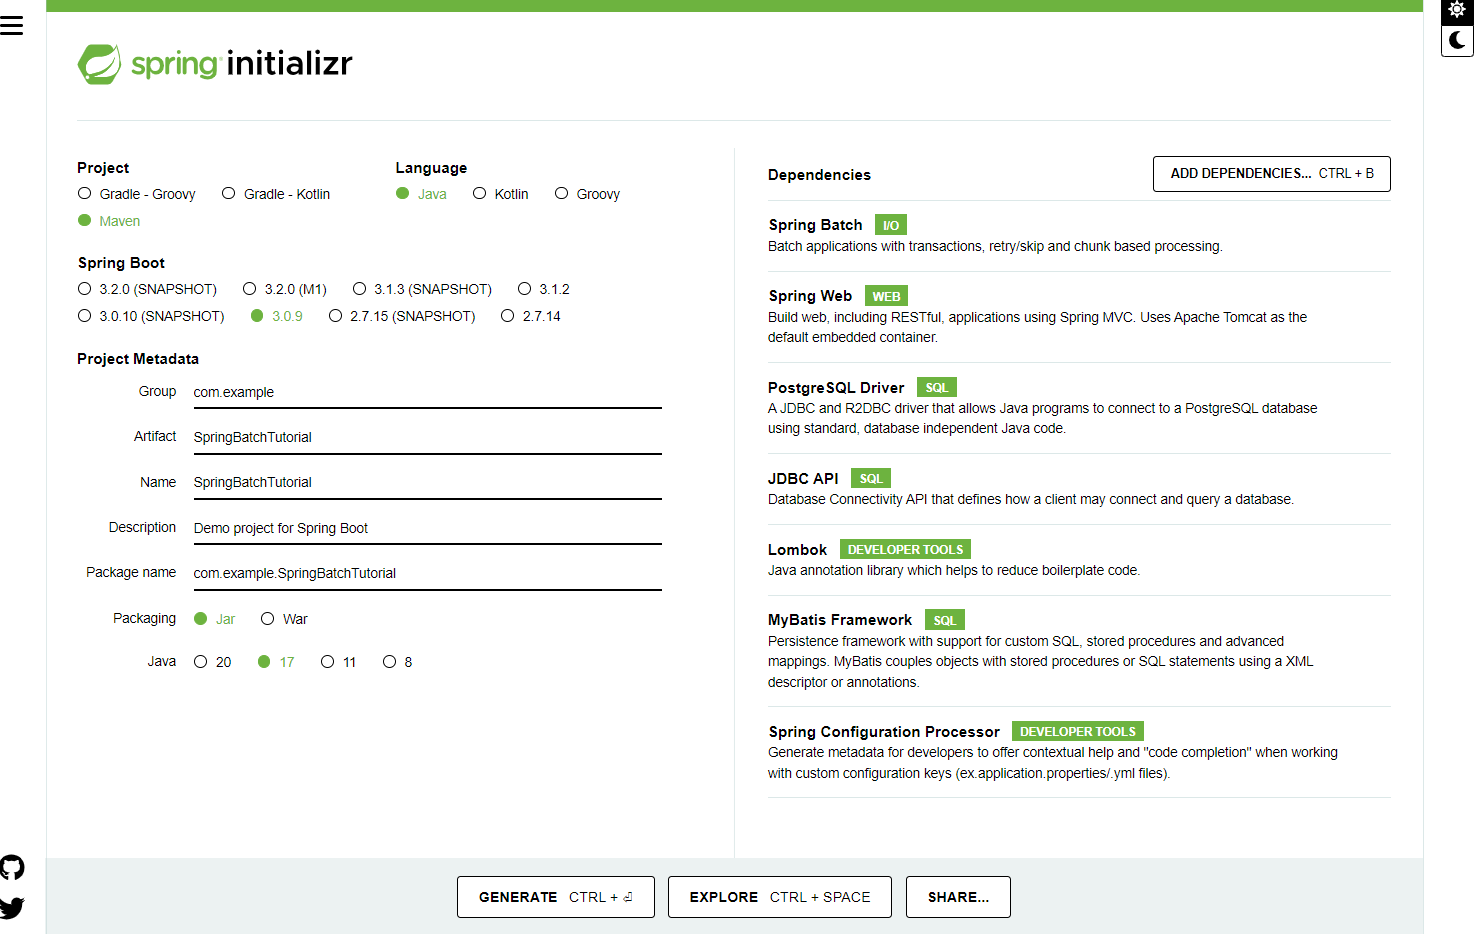 spring initializr
Project
Gradle - Groovy Gradle - Kotlin
Maven
Language
Java Kotlin Groovy
Spring Boot
3.2.0 (SNAPSHOT) 3.2.0 (M1) 3.1.3 (SNAPSHOT) 3.1.2
3.0.10 (SNAPSHOT) 3.0.9 2.7.15 (SNAPSHOT) 2.7.14
Project Metadata
Group com.example
Artifact SpringBatchTutorial
Name SpringBatchTutorial
Description Demo project for Spring Boot
Package name com.example.SpringBatchTutorial
Packaging Jar War
Java 20 17 11 8
Dependencies
ADD DEPENDENCIES... CTRL + B
Spring Batch I/O
Batch applications with transactions, retry/skip and chunk based processing.
Spring Web WEB
Build web, including RESTful, applications using Spring MVC. Uses Apache Tomcat as the
default embedded container.
PostgreSQL Driver SQL
A JDBC and R2DBC driver that allows Java programs to connect to a PostgreSQL database
using standard, database independent Java code.
JDBC API SQL
Database Connectivity API that defines how a client may connect and query a database.
Lombok DEVELOPER TOOLS
Java annotation library which helps to reduce boilerplate code.
MyBatis Framework SQL
Persistence framework with support for custom SQL, stored procedures and advanced
mappings. MyBatis couples objects with stored procedures or SQL statements using a XML
descriptor or annotations.
Spring Configuration Processor DEVELOPER TOOLS
Generate metadata for developers to offer contextual help and "code completion" when working
with custom configuration keys (ex.application.properties/.yml files).
GENERATE CTRL + ⏎
EXPLORE CTRL + SPACE
SHARE...